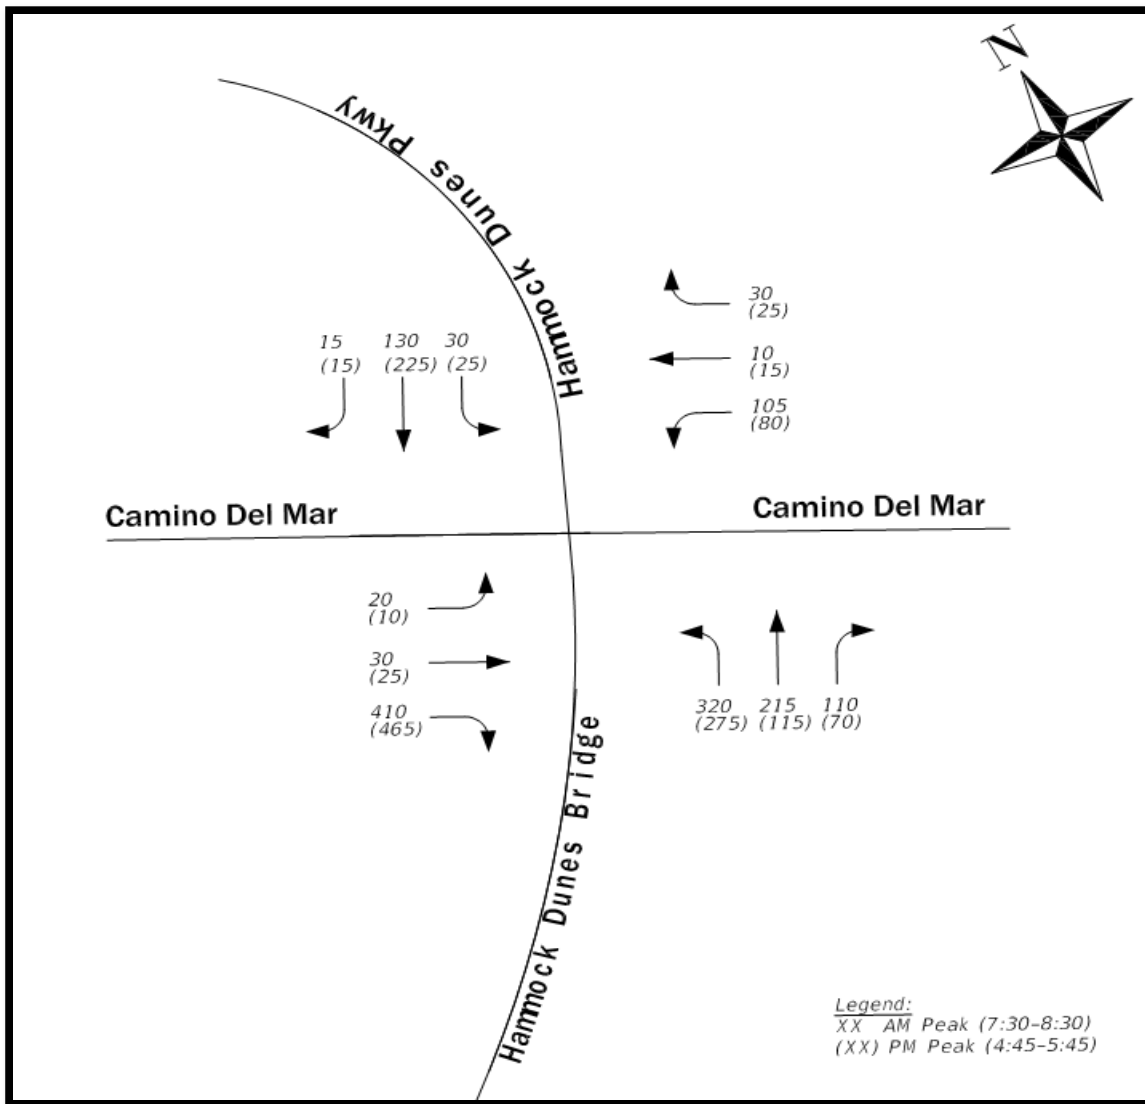 N
Hammock Dunes Pkwy
30
(25)
15 130 30
(15) (225) (25)
10
(15)
105
(80)
Camino Del Mar
Camino Del Mar
20
(10)
30
(25)
410
(465)
320 215 110
(275) (115) (70)
Hammock Dunes Bridge
Legend:
XX AM Peak (7:30-8:30)
(XX) PM Peak (4:45-5:45)